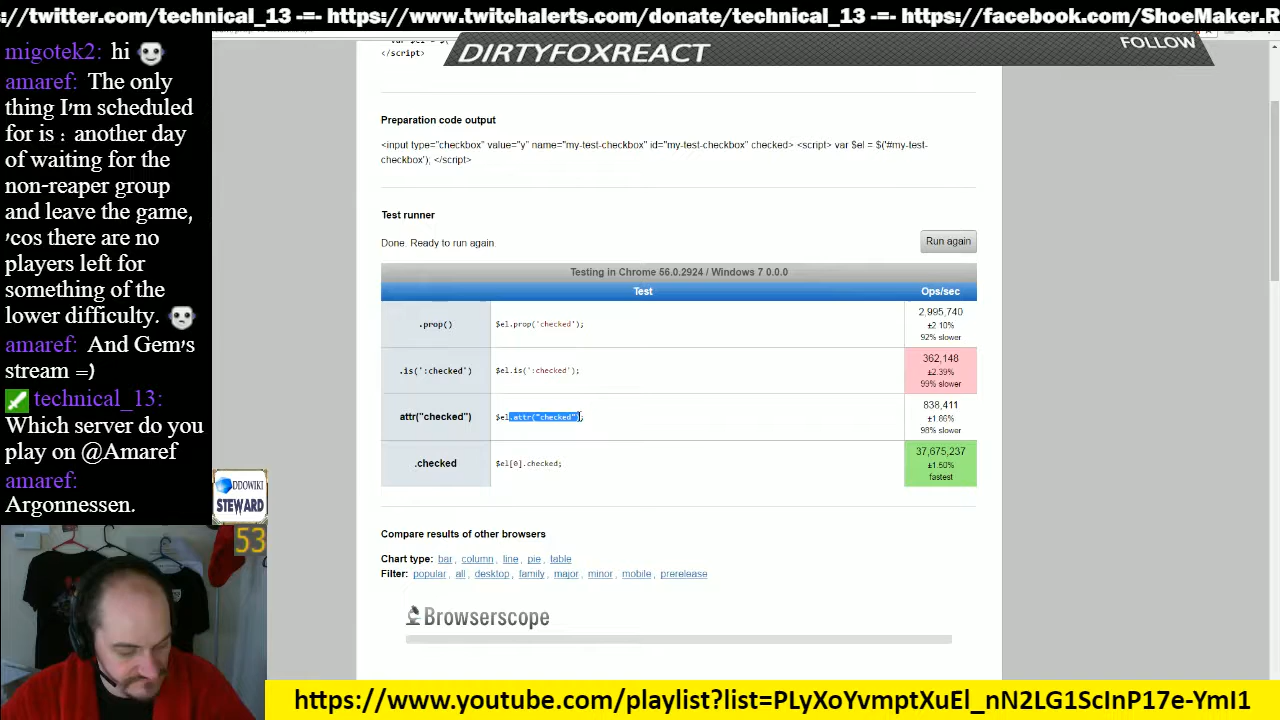 s://twitter.com/technical_13 -=- https://www.twitchalerts.com/donate/technical_13 -=- https://facebook.com/ShoeMaker.R
migotek2: hi
amaref: The only
thing I'm scheduled
for is : another day
of waiting for the
non-reaper group
and leave the game,
'cos there are no
players left for
something of the
lower difficulty.
amaref: And Gem's
stream =)
technical_13:
Which server do you
play on @Amaref
amaref:
Argonnessen.
DDOWIKI
STEWARD
53
DIRTYFOXREACT
FOLLOW
</script>
Preparation code output
<input type="checkbox" value="y" name="my-test-checkbox" id="my-test-checkbox" checked> <script> var $el = $('#my-test-
checkbox'); </script>
Test runner
Done. Ready to run again.
Run again
Testing in Chrome 56.0.2924 / Windows 7 0.0.0
Test Ops/sec
.prop() $el.prop('checked'); 2,995,740
±2.10%
92% slower
.is(':checked') $el.is(':checked'); 362,148
±2.39%
99% slower
attr("checked") $el.attr("checked"); 838,411
±1.86%
98% slower
.checked $el[0].checked; 37,675,237
±1.50%
fastest
Compare results of other browsers
Chart type: bar, column, line, pie, table
Filter: popular, all, desktop, family, major, minor, mobile, prerelease
Browserscope
https://www.youtube.com/playlist?list=PLyXoYvmptXuEl_nN2LG1ScInP17e-YmI1